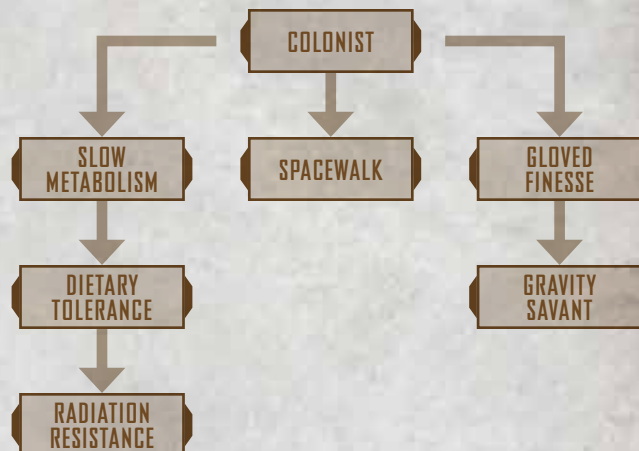 COLONIST
SLOW
METABOLISM
SPACEWALK
GLOVED
FINESSE
DIETARY
TOLERANCE
GRAVITY
SAVANT
RADIATION
RESISTANCE